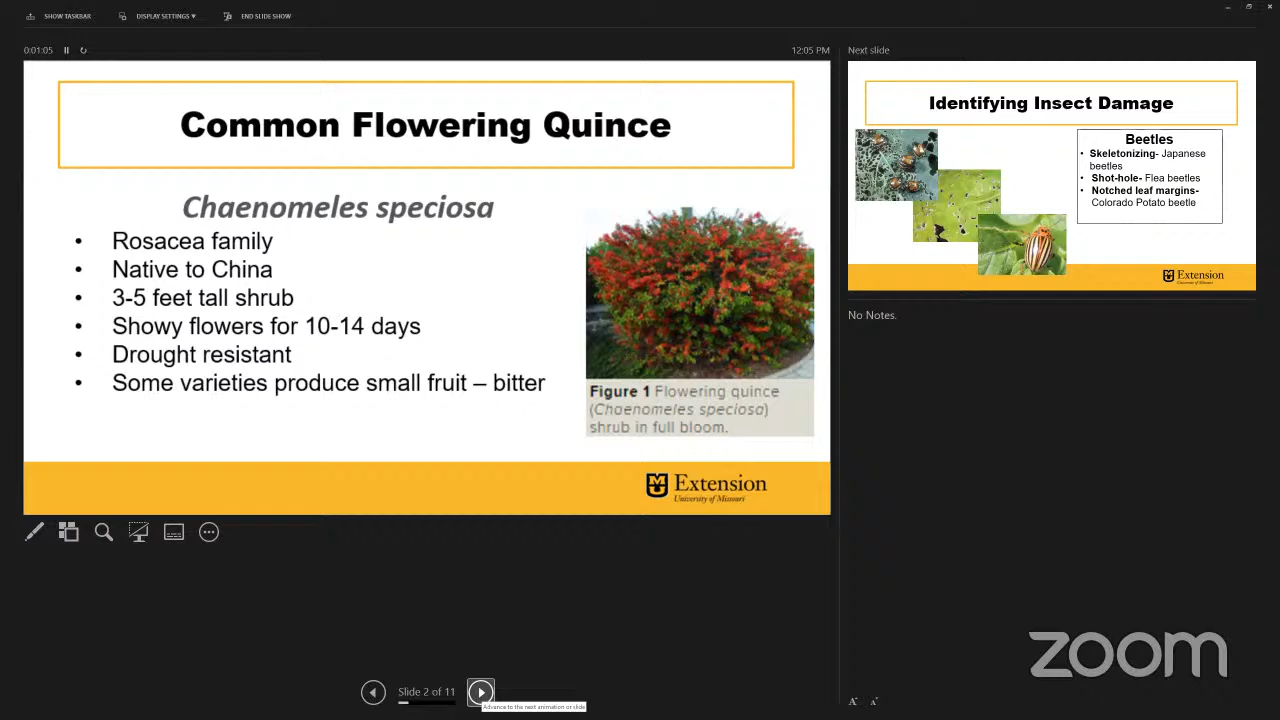 SHOW TASKBAR
DISPLAY SETTINGS ▼
END SLIDE SHOW
0:01:05
12:05 PM
Common Flowering Quince
Chaenomeles speciosa
• Rosacea family
• Native to China
• 3-5 feet tall shrub
• Showy flowers for 10-14 days
• Drought resistant
• Some varieties produce small fruit – bitter
Figure 1 Flowering quince
(Chaenomeles speciosa)
shrub in full bloom.
Extension
University of Missouri
Next slide
Identifying Insect Damage
Beetles
• Skeletonizing- Japanese
beetles
• Shot-hole- Flea beetles
• Notched leaf margins-
Colorado Potato beetle
Extension
University of Missouri
No Notes.
Slide 2 of 11
Advance to the next animation or slide
A A
zoom